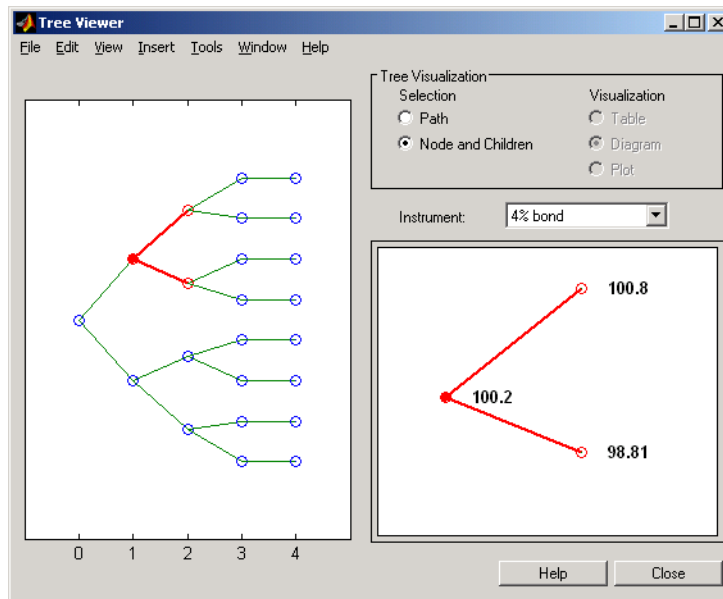 Tree Viewer
File Edit View Insert Tools Window Help
Tree Visualization
Selection
Visualization
Path
Table
Node and Children
Diagram
Plot
Instrument:
4% bond
100.8
100.2
98.81
0 1 2 3 4
Help
Close